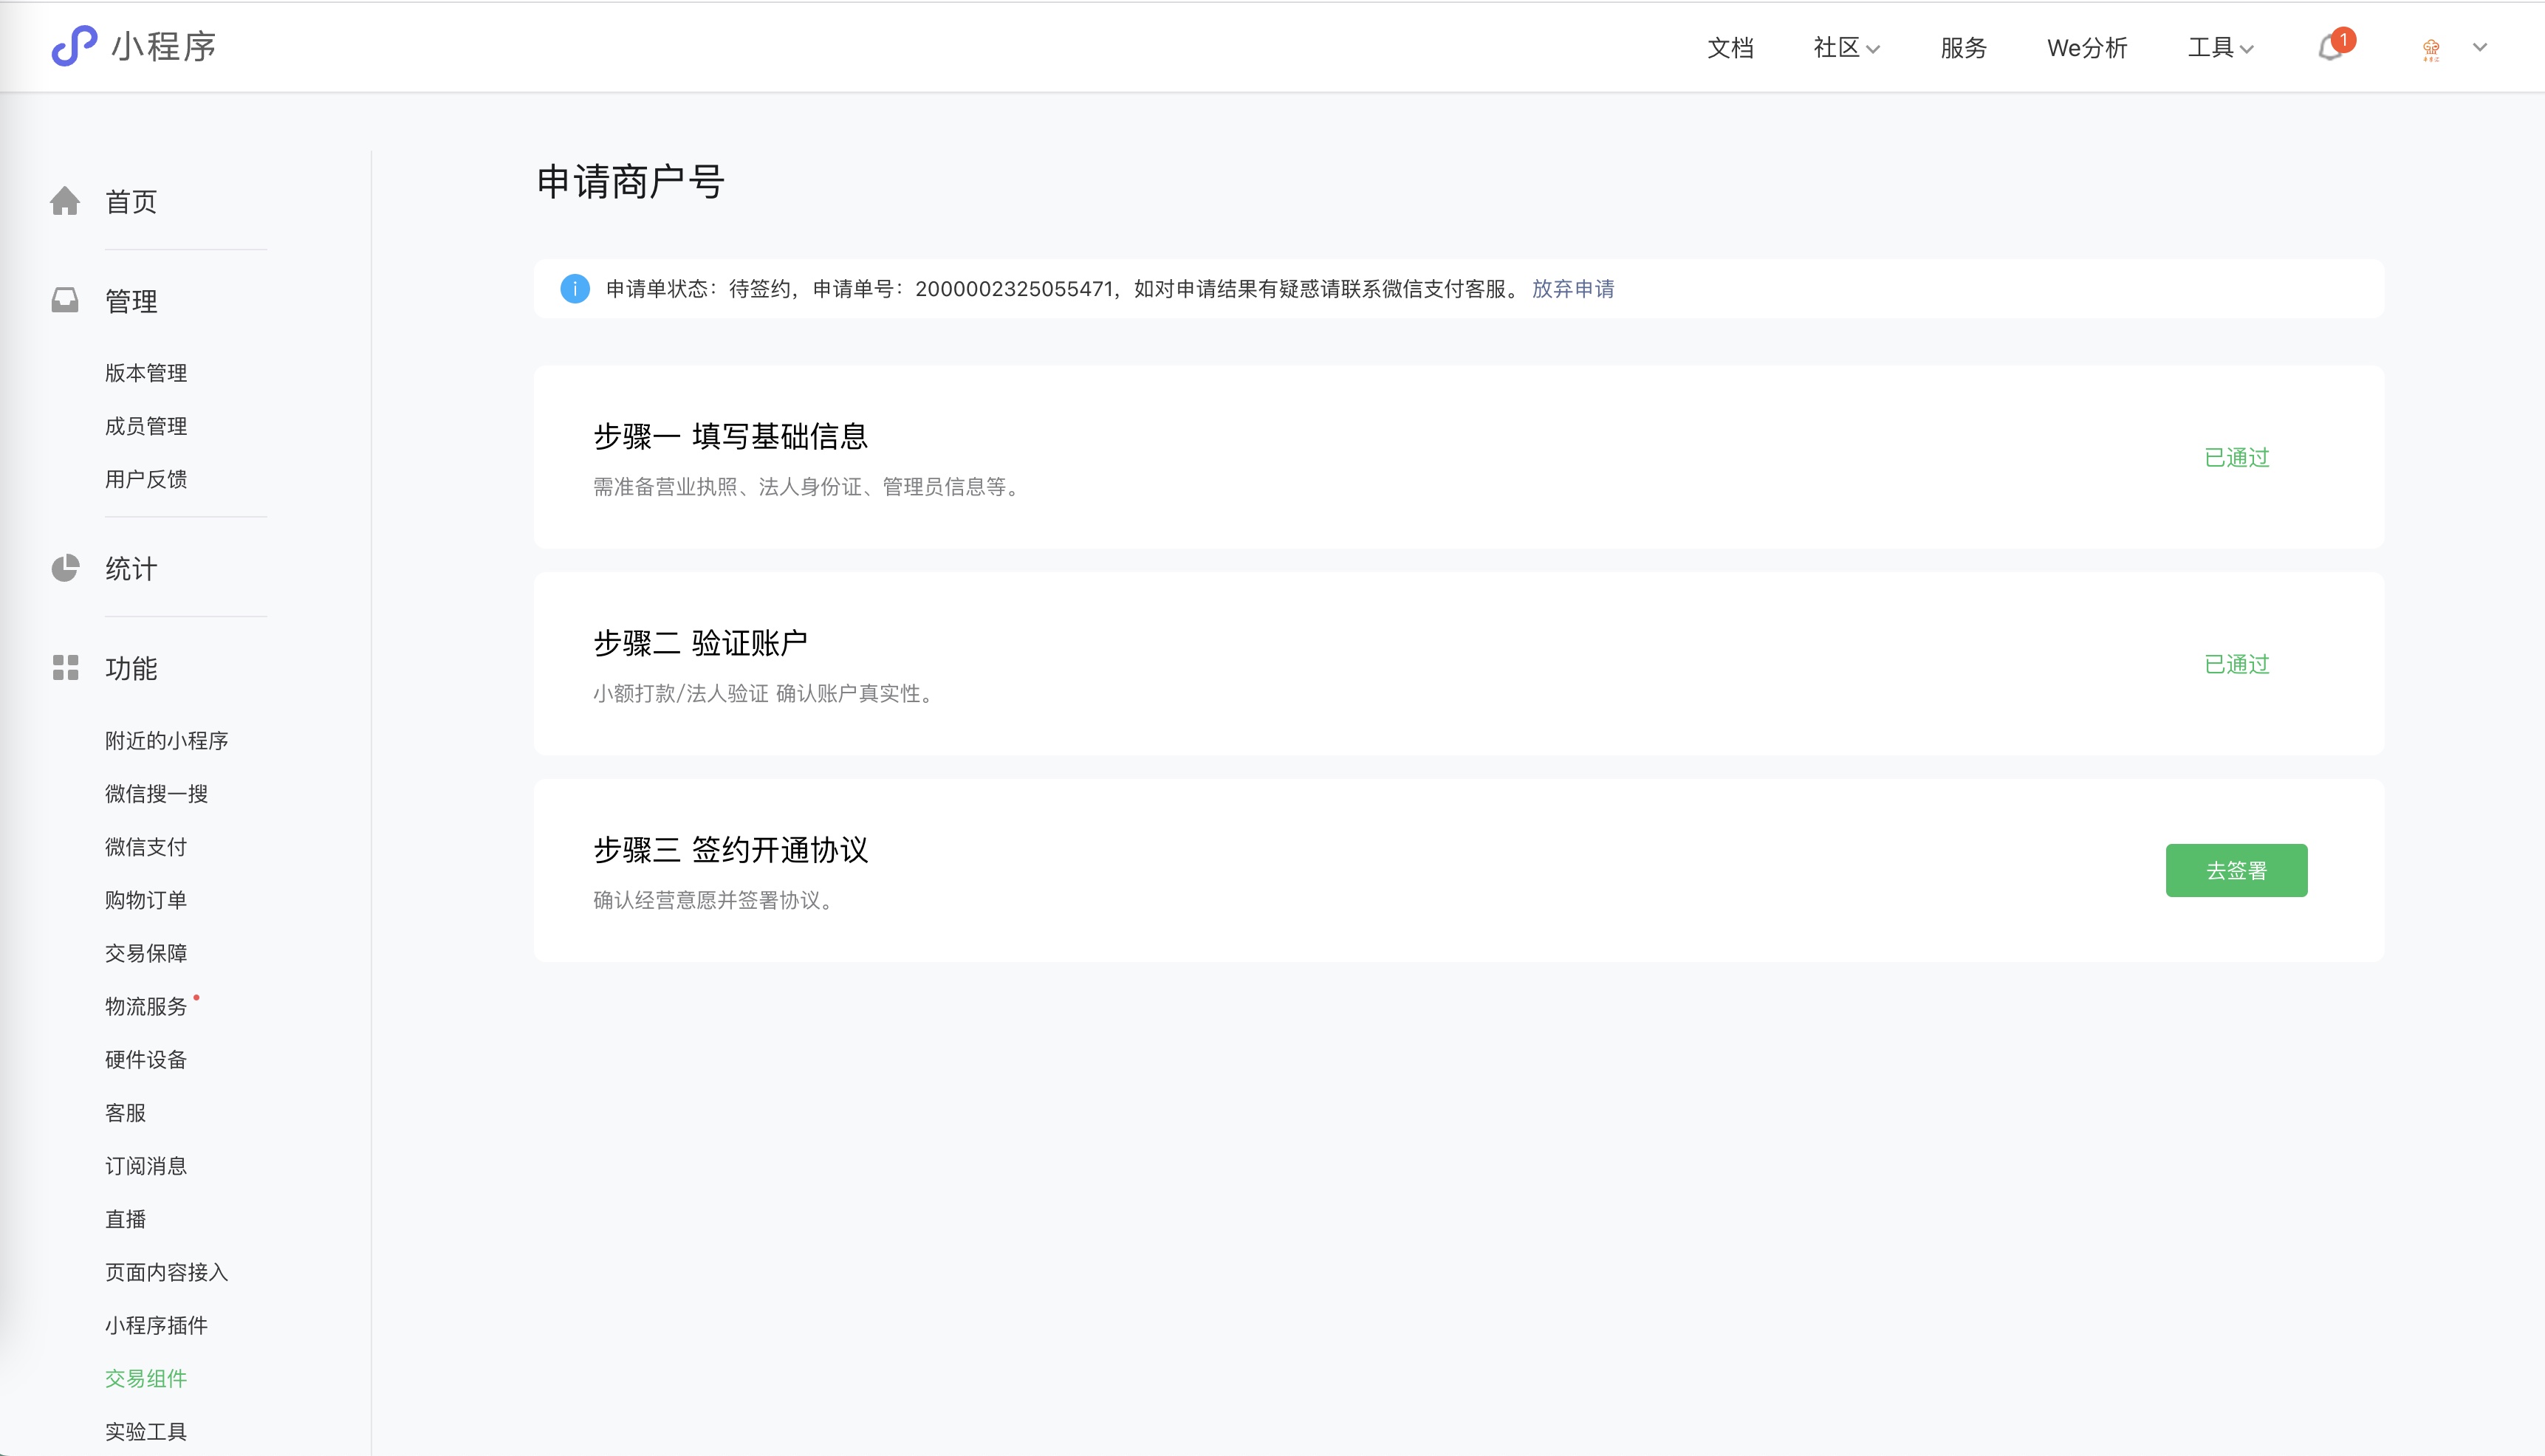 小程序
文档
社区
服务
We分析
工具
1
首页
管理
版本管理
成员管理
用户反馈
统计
功能
附近的小程序
微信搜一搜
微信支付
购物订单
交易保障
物流服务
硬件设备
客服
订阅消息
直播
页面内容接入
小程序插件
交易组件
实验工具
申请商户号
申请单状态：待签约，申请单号：2000002325055471，如对申请结果有疑惑请联系微信支付客服。 放弃申请
步骤一 填写基础信息
需准备营业执照、法人身份证、管理员信息等。
已通过
步骤二 验证账户
小额打款/法人验证 确认账户真实性。
已通过
步骤三 签约开通协议
确认经营意愿并签署协议。
去签署